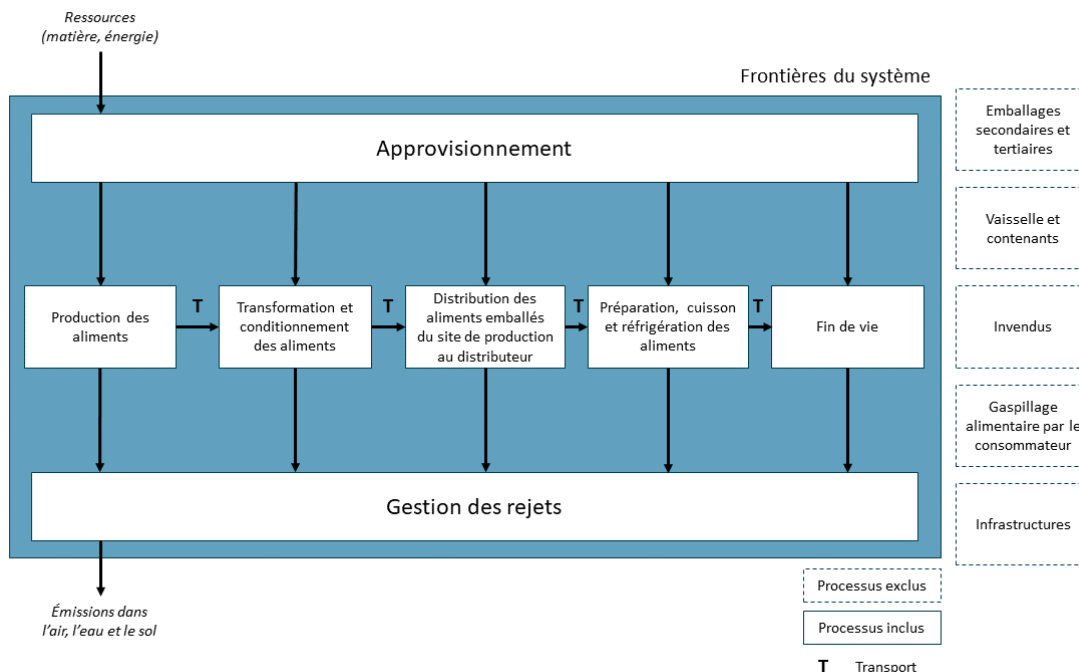 Ressources
(matière, énergie)
Frontières du système
Approvisionnement
Emballages
secondaires et
tertiaires
Vaisselle et
contenants
Production des
aliments
T
Transformation et
conditionnement
des aliments
T
Distribution des
aliments emballés
du site de production
au distributeur
T
Préparation, cuisson
et réfrigération des
aliments
T
Fin de vie
Invendus
Gaspillage
alimentaire par le
consommateur
Gestion des rejets
Infrastructures
Émissions dans
l'air, l'eau et le sol
Processus exclus
Processus inclus
T Transport